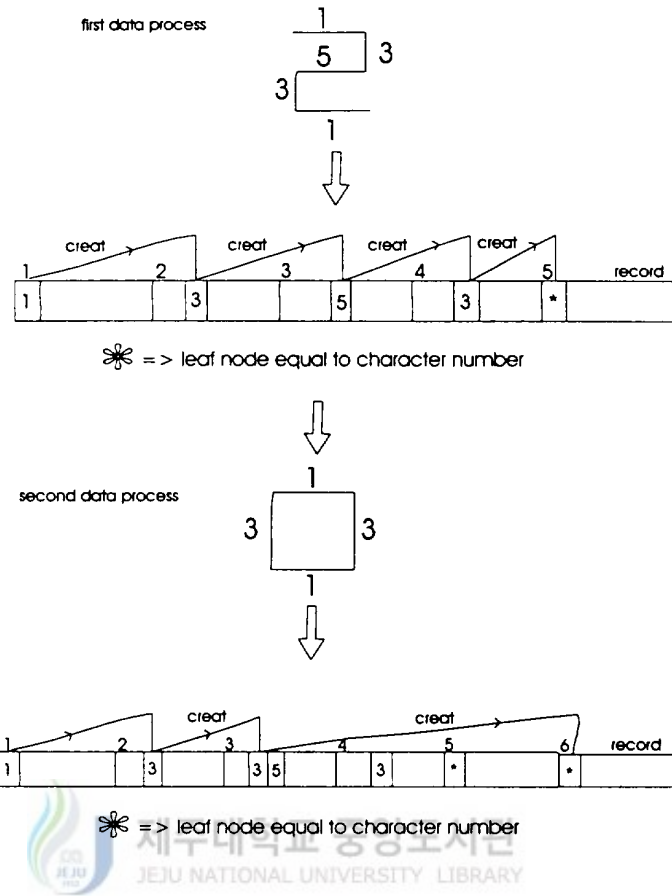 first data process
1
5 3
3
1
creat creat creat creat
1 2 3 4 5 record
1 3 5 3 *
* => leaf node equal to character number
second data process
1
3 3
1
creat creat
1 2 3 4 5 6 record
1 3 3 5 3 * *
* => leaf node equal to character number
제주대학교 중앙도서관
JEJU NATIONAL UNIVERSITY LIBRARY
JEJU
1952